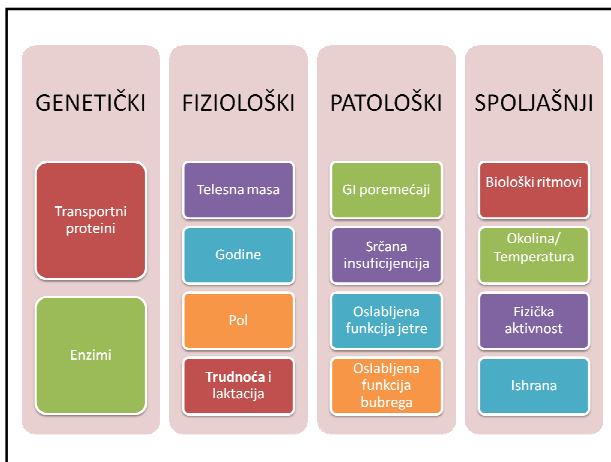 GENETIČKI
Transportni
proteini
Enzimi
FIZIOLOŠKI
Telesna masa
Godine
Pol
Trudnoća i
laktacija
PATOLOŠKI
GI poremećaji
Srčana
insuficijencija
Oslabljena
funkcija jetre
Oslabljena
funkcija
bubrega
SPOLJAŠNJI
Biološki ritmovi
Okolina/
Temperatura
Fizička
aktivnost
Ishrana